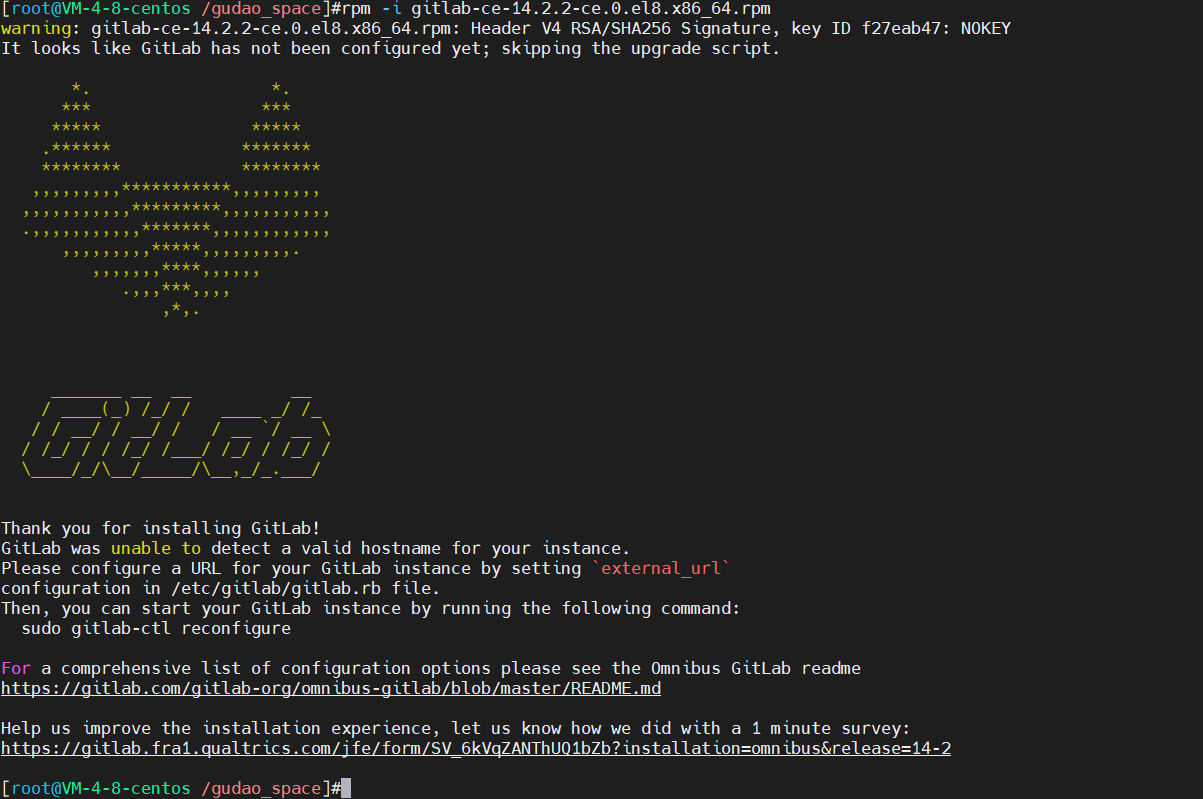 [root@VM-4-8-centos /gudao_space]#rpm -i gitlab-ce-14.2.2-ce.0.el8.x86_64.rpm
warning: gitlab-ce-14.2.2-ce.0.el8.x86_64.rpm: Header V4 RSA/SHA256 Signature, key ID f27eab47: NOKEY
It looks like GitLab has not been configured yet; skipping the upgrade script.

       *.                  *.
      ***                 ***
     *****               *****
    .******             *******
    ********            ********
   ,,,,,,,,,***********,,,,,,,,,
  ,,,,,,,,,,,*********,,,,,,,,,,,
  .,,,,,,,,,,,*******,,,,,,,,,,,,
      ,,,,,,,,,*****,,,,,,,,,.
         ,,,,,,,****,,,,,,
            .,,,***,,,,
                ,*,.

     _______ __  __          __
    / ____(_) /_/ /   ____ _/ /_
   / / __/ / __/ /   / __ `/ __ \
  / /_/ / / /_/ /___/ /_/ / /_/ /
  \____/_/\__/_____/\__,_/_.___/

Thank you for installing GitLab!
GitLab was unable to detect a valid hostname for your instance.
Please configure a URL for your GitLab instance by setting `external_url`
configuration in /etc/gitlab/gitlab.rb file.
Then, you can start your GitLab instance by running the following command:
  sudo gitlab-ctl reconfigure

For a comprehensive list of configuration options please see the Omnibus GitLab readme
https://gitlab.com/gitlab-org/omnibus-gitlab/blob/master/README.md

Help us improve the installation experience, let us know how we did with a 1 minute survey:
https://gitlab.fra1.qualtrics.com/jfe/form/SV_6kVqZANThUQ1bZb?installation=omnibus&release=14-2

[root@VM-4-8-centos /gudao_space]#